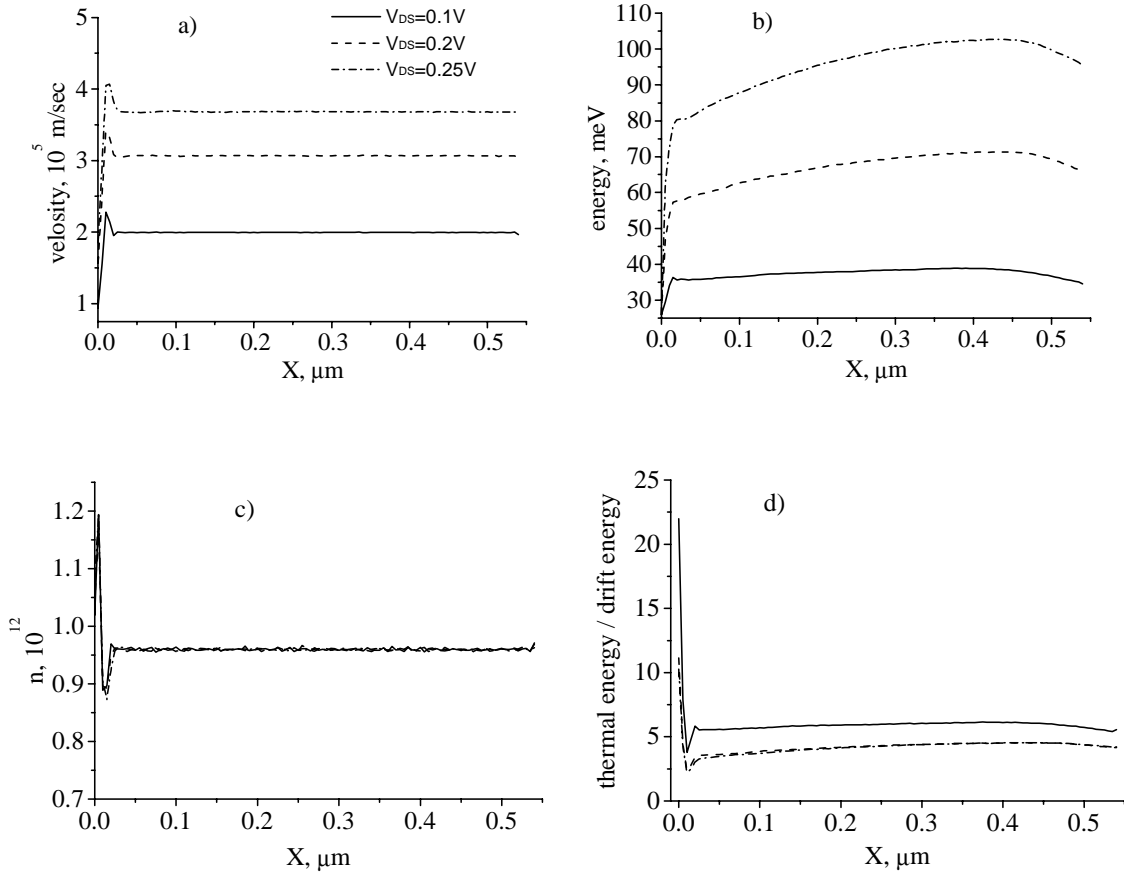 a)
VDS=0.1V
VDS=0.2V
VDS=0.25V
5
4
3
2
1
velosity, 10^5 m/sec
0.0 0.1 0.2 0.3 0.4 0.5
X, µm
b)
110
100
90
80
70
60
50
40
30
energy, meV
0.0 0.1 0.2 0.3 0.4 0.5
X, µm
c)
1.2
1.1
1.0
0.9
0.8
0.7
n, 10^12
0.0 0.1 0.2 0.3 0.4 0.5
X, µm
d)
25
20
15
10
5
0
thermal energy / drift energy
0.0 0.1 0.2 0.3 0.4 0.5
X, µm